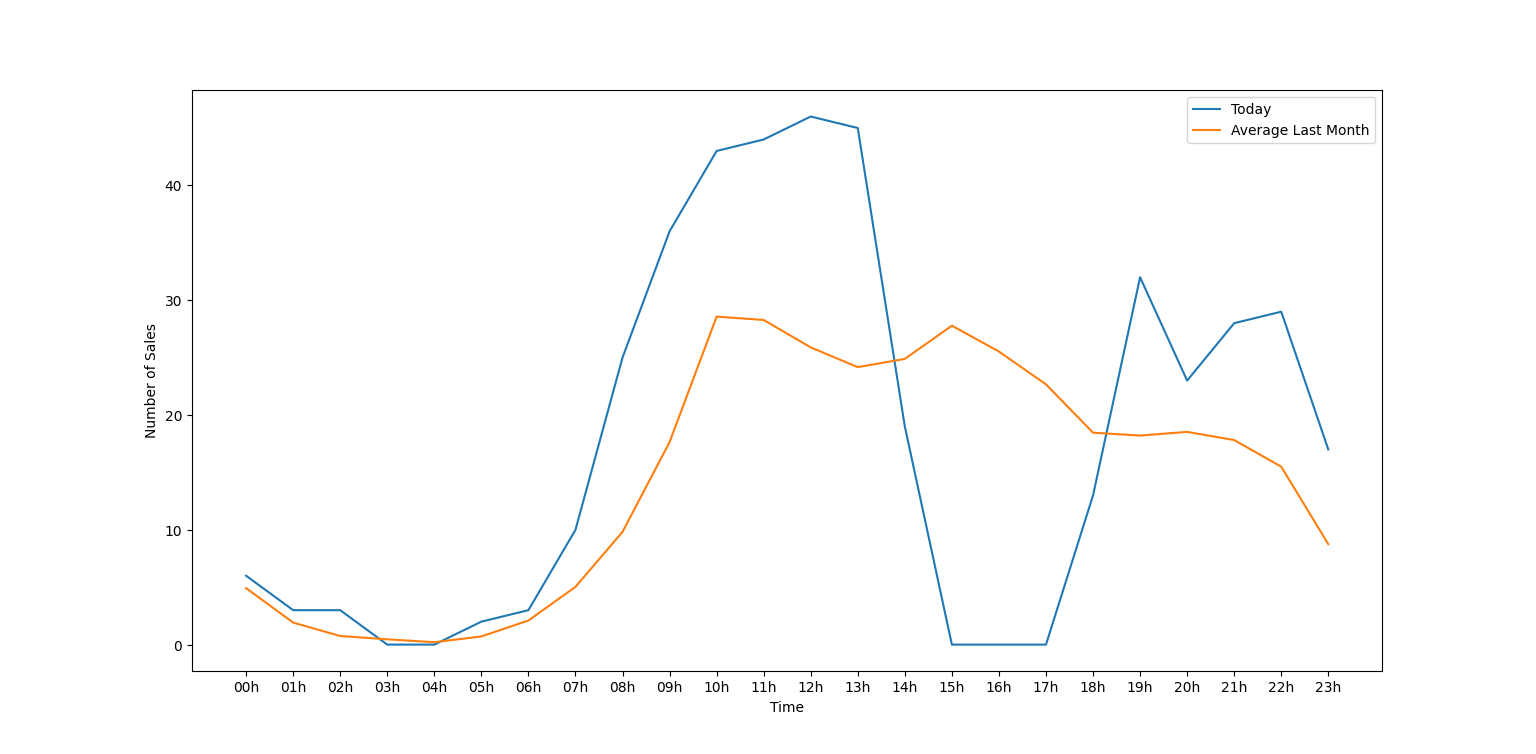 Today
Average Last Month
40
30
20
10
0
Number of Sales
00h 01h 02h 03h 04h 05h 06h 07h 08h 09h 10h 11h 12h 13h 14h 15h 16h 17h 18h 19h 20h 21h 22h 23h
Time